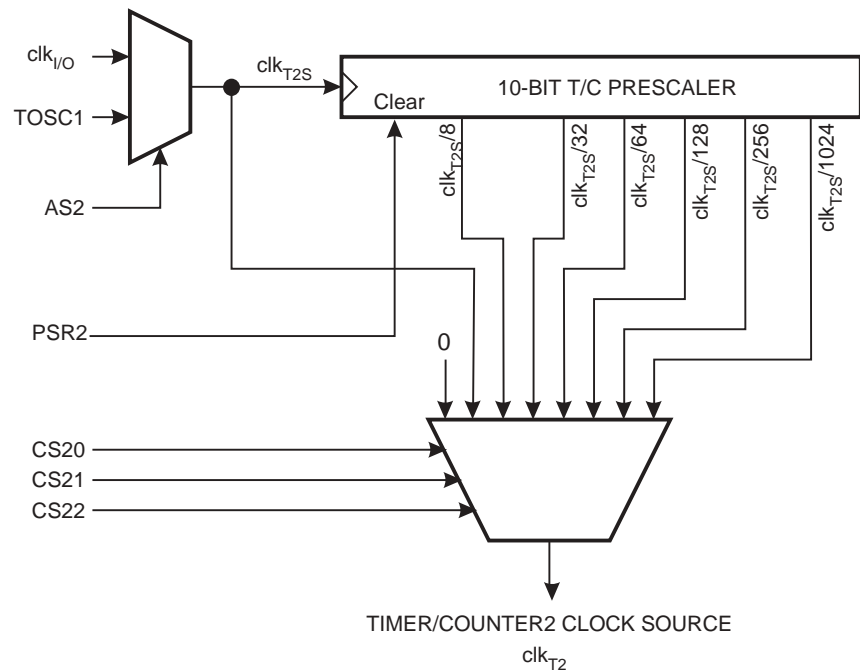 clkI/O
clkT2S
10-BIT T/C PRESCALER
TOSC1
Clear
clkT2S/8
clkT2S/32
clkT2S/64
clkT2S/128
clkT2S/256
clkT2S/1024
AS2
PSR2
0
CS20
CS21
CS22
TIMER/COUNTER2 CLOCK SOURCE
clkT2